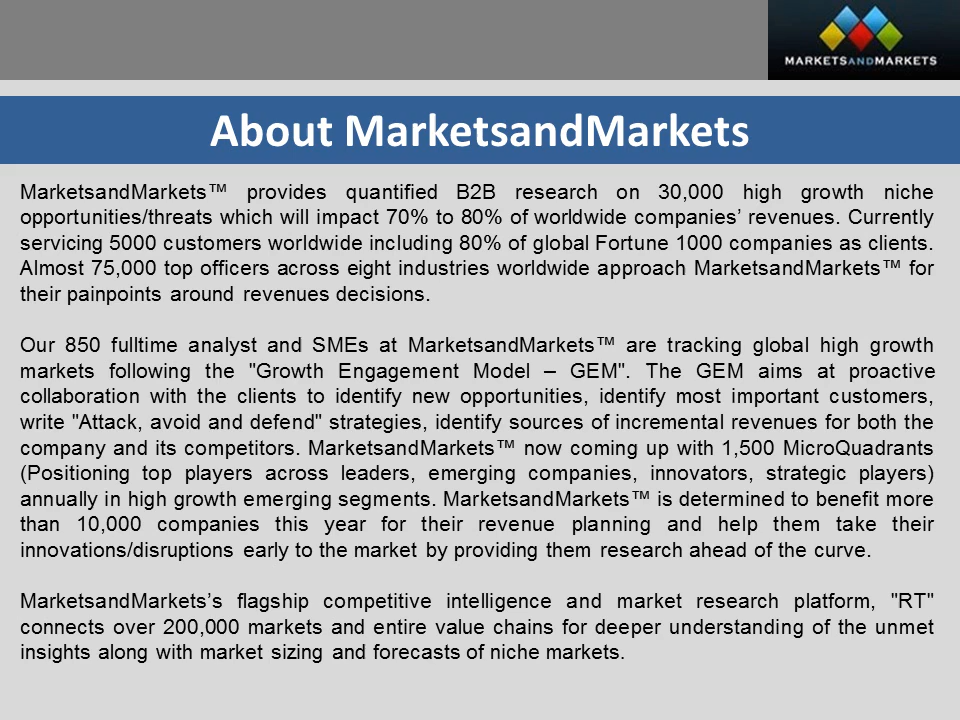 MARKETSANDMARKETS
About MarketsandMarkets
MarketsandMarkets™ provides quantified B2B research on 30,000 high growth niche
opportunities/threats which will impact 70% to 80% of worldwide companies’ revenues. Currently
servicing 5000 customers worldwide including 80% of global Fortune 1000 companies as clients.
Almost 75,000 top officers across eight industries worldwide approach MarketsandMarkets™ for
their painpoints around revenues decisions.
Our 850 fulltime analyst and SMEs at MarketsandMarkets™ are tracking global high growth
markets following the "Growth Engagement Model – GEM". The GEM aims at proactive
collaboration with the clients to identify new opportunities, identify most important customers,
write "Attack, avoid and defend" strategies, identify sources of incremental revenues for both the
company and its competitors. MarketsandMarkets™ now coming up with 1,500 MicroQuadrants
(Positioning top players across leaders, emerging companies, innovators, strategic players)
annually in high growth emerging segments. MarketsandMarkets™ is determined to benefit more
than 10,000 companies this year for their revenue planning and help them take their
innovations/disruptions early to the market by providing them research ahead of the curve.
MarketsandMarkets’s flagship competitive intelligence and market research platform, "RT"
connects over 200,000 markets and entire value chains for deeper understanding of the unmet
insights along with market sizing and forecasts of niche markets.